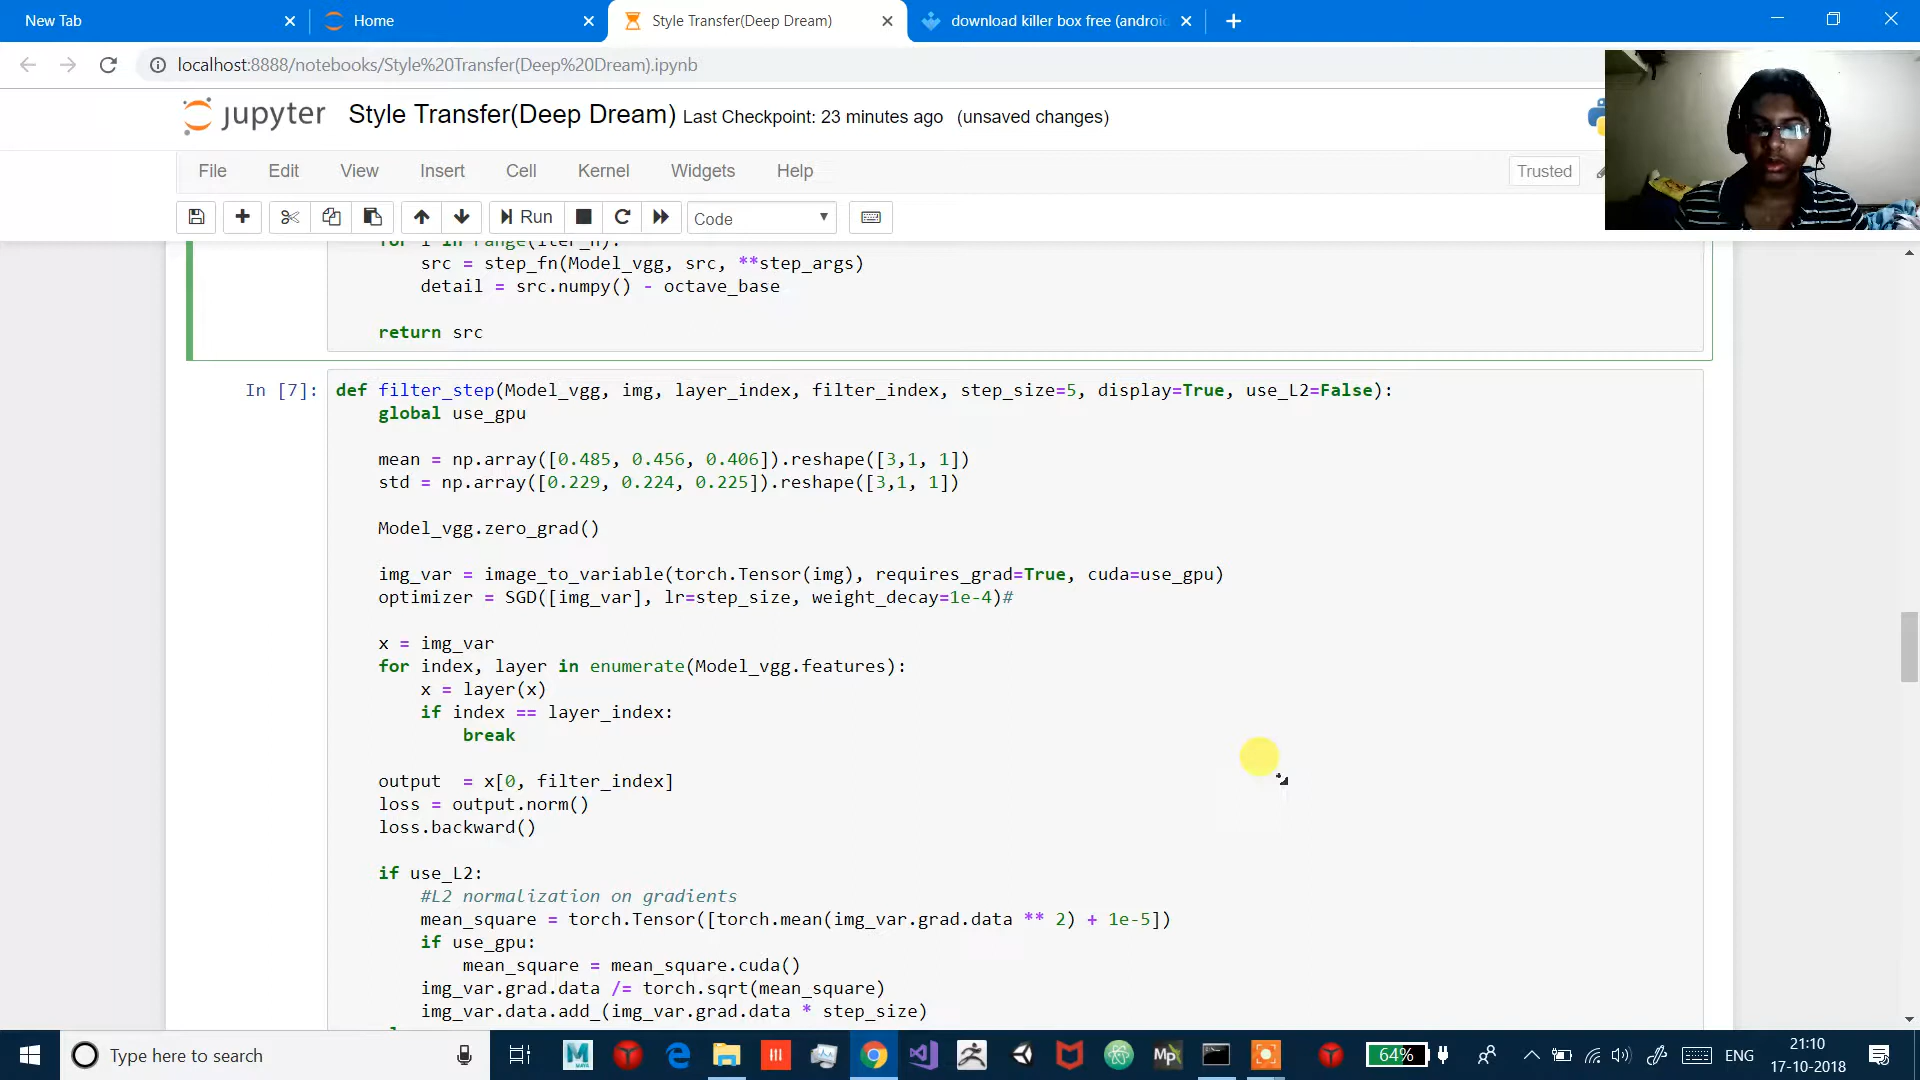 New Tab
Home
Style Transfer(Deep Dream)
download killer box free (androi
localhost:8888/notebooks/Style%20Transfer(Deep%20Dream).ipynb
jupyter
Style Transfer(Deep Dream) Last Checkpoint: 23 minutes ago (unsaved changes)
File Edit View Insert Cell Kernel Widgets Help
Trusted
Run
Code
for i in range(iter_n):
src = step_fn(Model_vgg, src, **step_args)
detail = src.numpy() - octave_base
return src
In [7]:
def filter_step(Model_vgg, img, layer_index, filter_index, step_size=5, display=True, use_L2=False):
global use_gpu
mean = np.array([0.485, 0.456, 0.406]).reshape([3,1, 1])
std = np.array([0.229, 0.224, 0.225]).reshape([3,1, 1])
Model_vgg.zero_grad()
img_var = image_to_variable(torch.Tensor(img), requires_grad=True, cuda=use_gpu)
optimizer = SGD([img_var], lr=step_size, weight_decay=1e-4)#
x = img_var
for index, layer in enumerate(Model_vgg.features):
x = layer(x)
if index == layer_index:
break
output  = x[0, filter_index]
loss = output.norm()
loss.backward()
if use_L2:
#L2 normalization on gradients
mean_square = torch.Tensor([torch.mean(img_var.grad.data ** 2) + 1e-5])
if use_gpu:
mean_square = mean_square.cuda()
img_var.grad.data /= torch.sqrt(mean_square)
img_var.data.add_(img_var.grad.data * step_size)
Type here to search
64%
ENG
21:10
17-10-2018